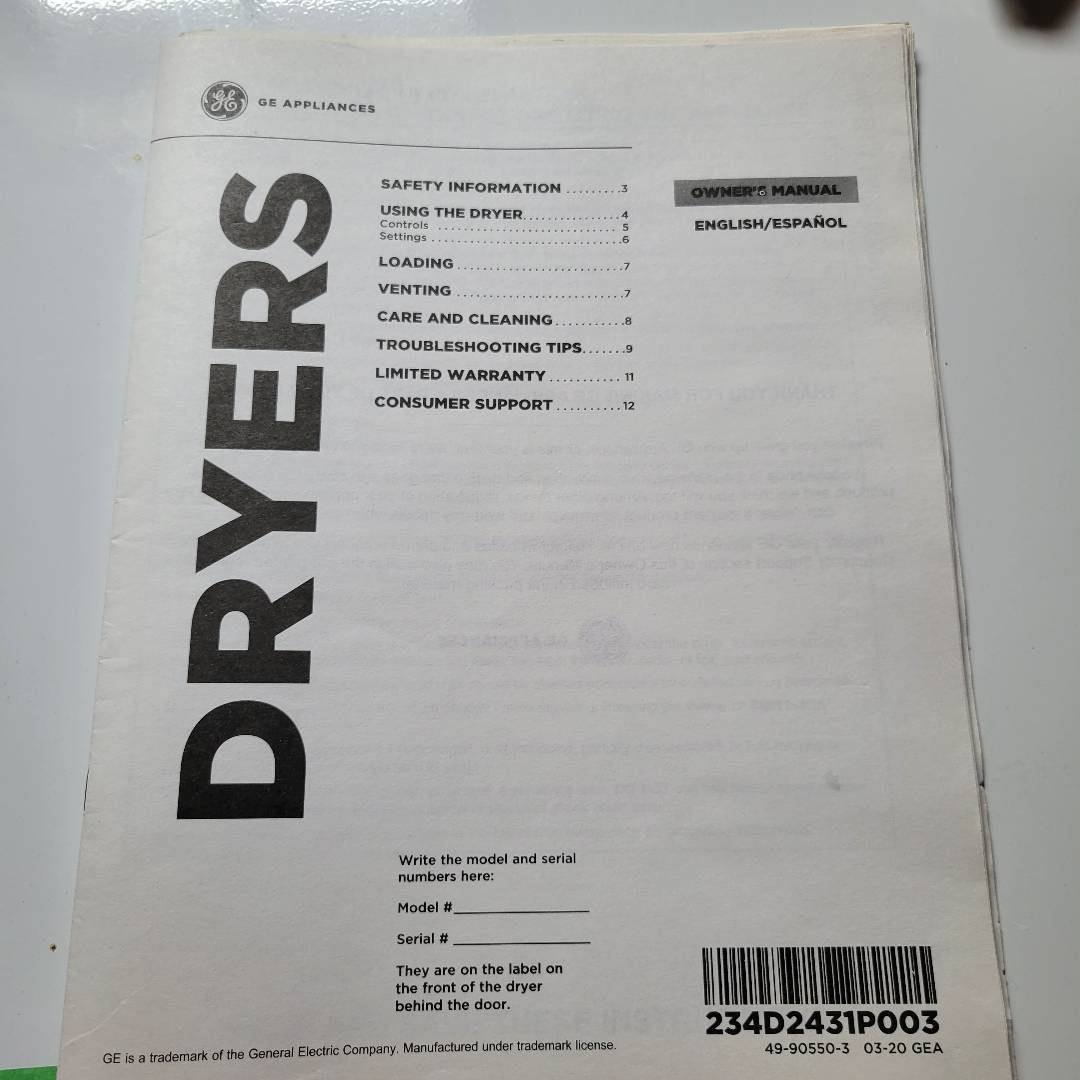 GE APPLIANCES
DRYERS
SAFETY INFORMATION .........3
USING THE DRYER...............4
Controls ............................ 5
Settings .............................6
LOADING.........................7
VENTING .........................7
CARE AND CLEANING...........8
TROUBLESHOOTING TIPS.......9
LIMITED WARRANTY ........... 11
CONSUMER SUPPORT ..........12
OWNER'S MANUAL
ENGLISH/ESPAÑOL
Write the model and serial
numbers here:
Model #____________________
Serial # ____________________
They are on the label on
the front of the dryer
behind the door.
234D2431P003
49-90550-3 03-20 GEA
GE is a trademark of the General Electric Company. Manufactured under trademark license.